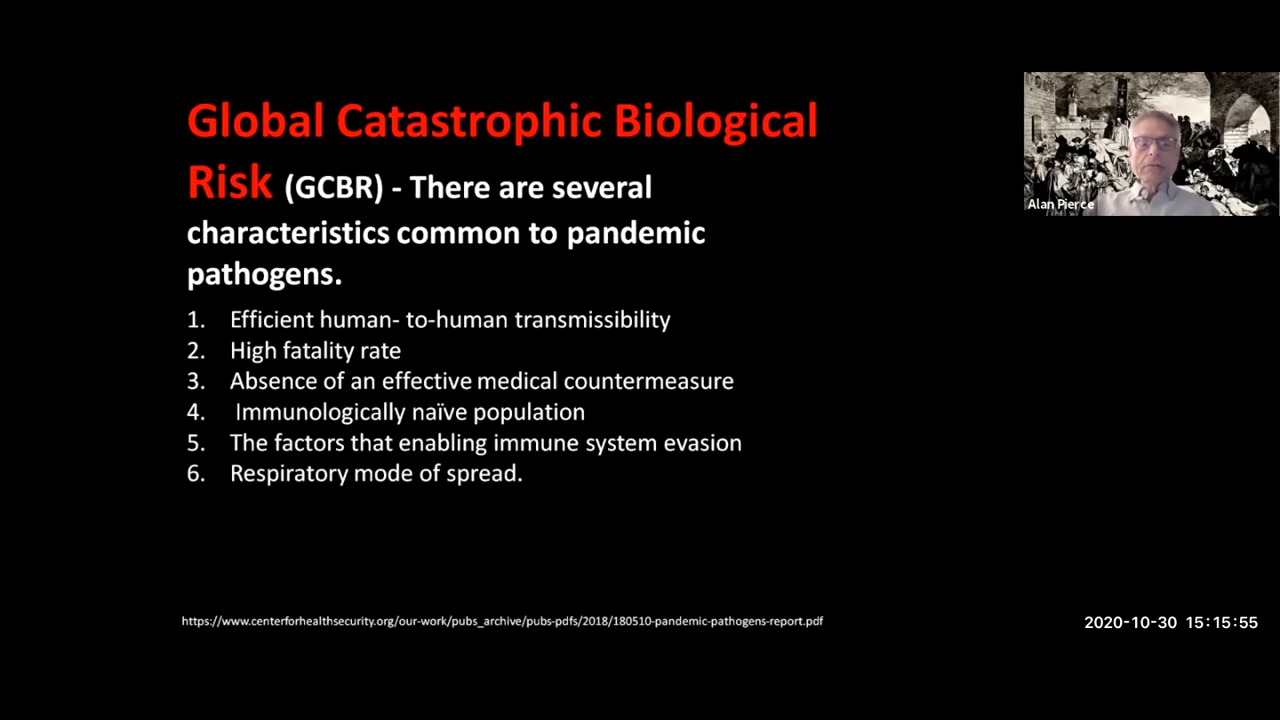 Global Catastrophic Biological
Risk (GCBR) - There are several
characteristics common to pandemic
pathogens.
1. Efficient human- to-human transmissibility
2. High fatality rate
3. Absence of an effective medical countermeasure
4. Immunologically naïve population
5. The factors that enabling immune system evasion
6. Respiratory mode of spread.
https://www.centerforhealthsecurity.org/our-work/pubs_archive/pubs-pdfs/2018/180510-pandemic-pathogens-report.pdf
Alan Pierce
2020-10-30 15:15:55